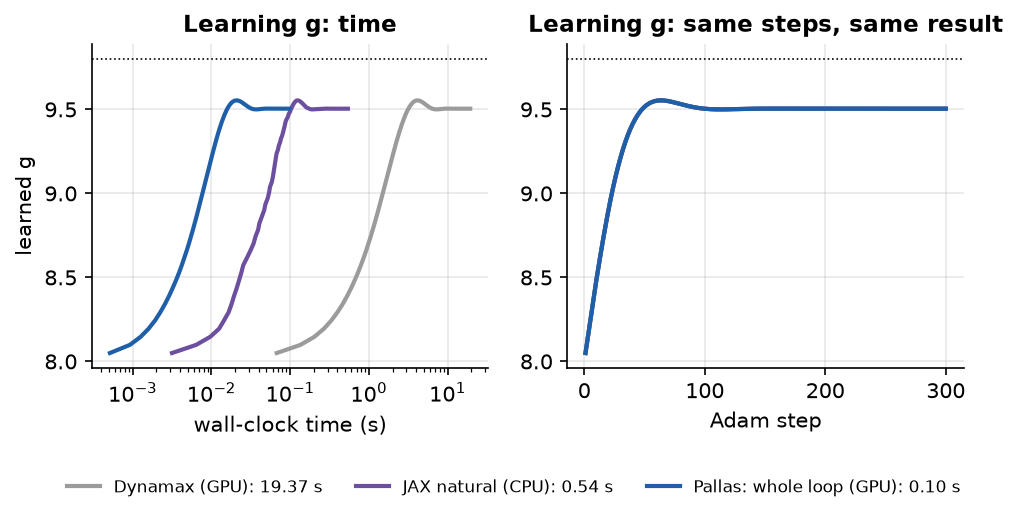 Learning g: time
Learning g: same steps, same result
learned g
9.5
9.0
8.5
8.0
10⁻³
10⁻²
10⁻¹
10⁰
10¹
wall-clock time (s)
9.5
9.0
8.5
8.0
0
100
200
300
Adam step
Dynamax (GPU): 19.37 s
JAX natural (CPU): 0.54 s
Pallas: whole loop (GPU): 0.10 s